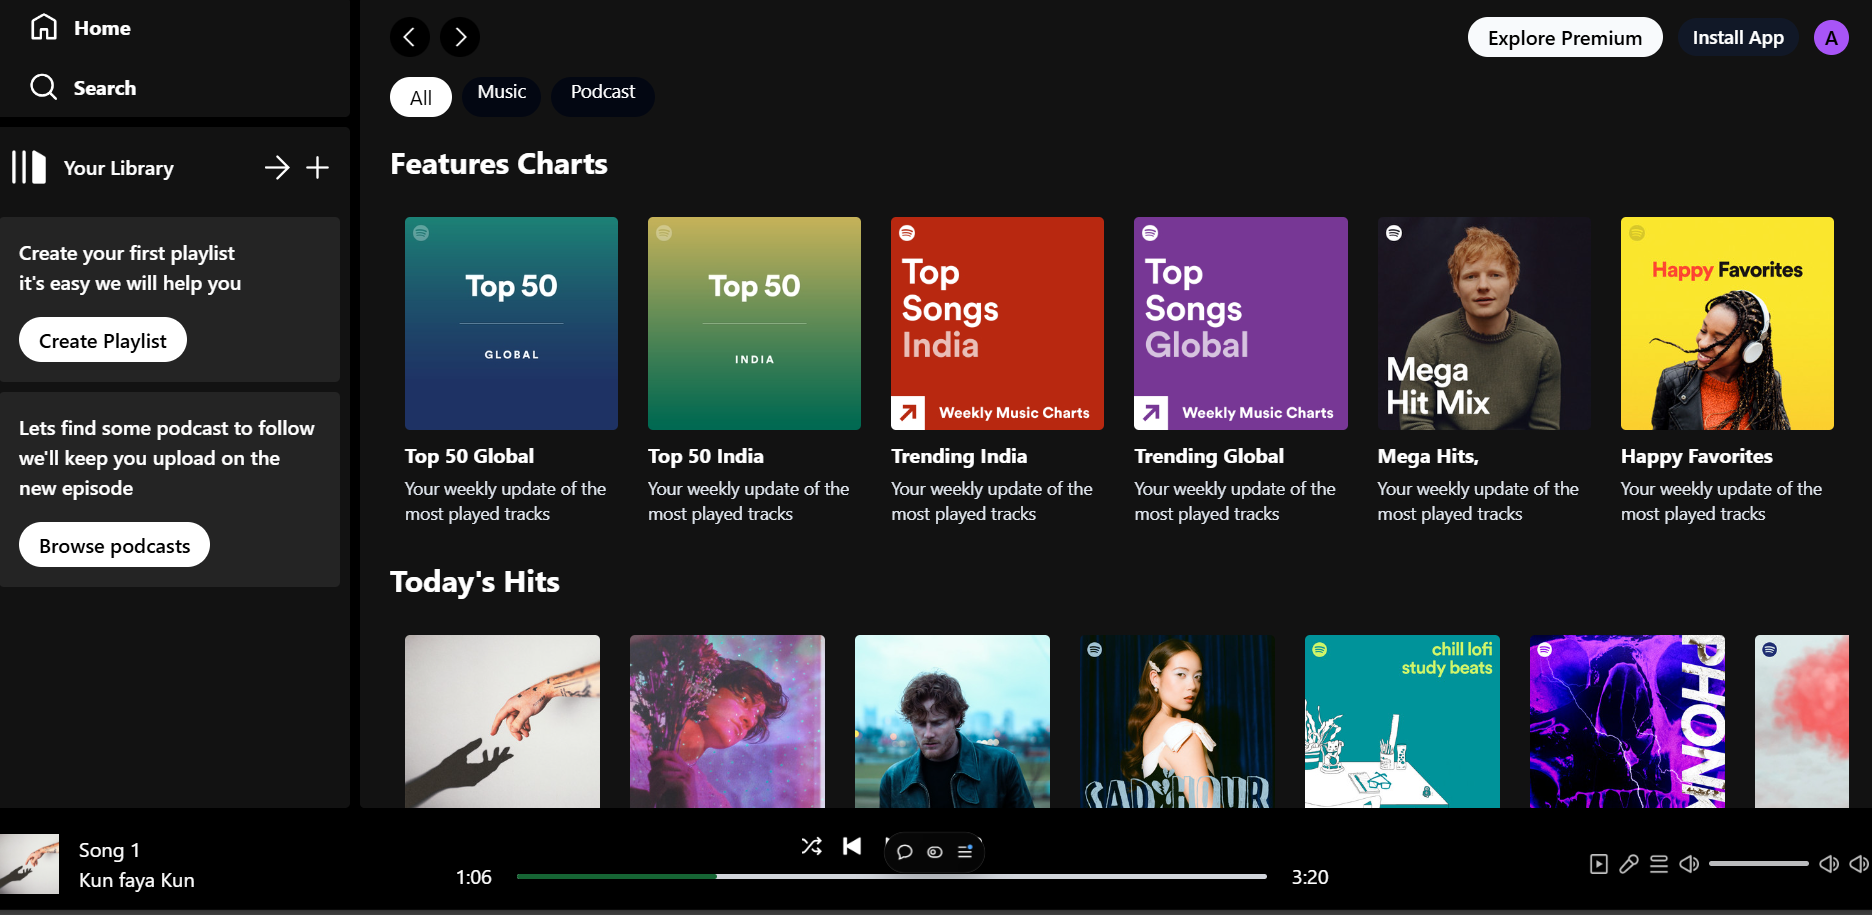 Home
Search
Your Library
Create your first playlist
it's easy we will help you
Create Playlist
Lets find some podcast to follow
we'll keep you upload on the
new episode
Browse podcasts
Explore Premium
Install App
A
All
Music
Podcast
Features Charts
Top 50
GLOBAL
Top 50
INDIA
Top
Songs
India
Weekly Music Charts
Top
Songs
Global
Weekly Music Charts
Mega
Hit Mix
Happy Favorites
Top 50 Global
Your weekly update of the
most played tracks
Top 50 India
Your weekly update of the
most played tracks
Trending India
Your weekly update of the
most played tracks
Trending Global
Your weekly update of the
most played tracks
Mega Hits,
Your weekly update of the
most played tracks
Happy Favorites
Your weekly update of the
most played tracks
Today's Hits
SAD HOUR
chill lofi
study beats
PHONK
Song 1
Kun faya Kun
1:06
3:20